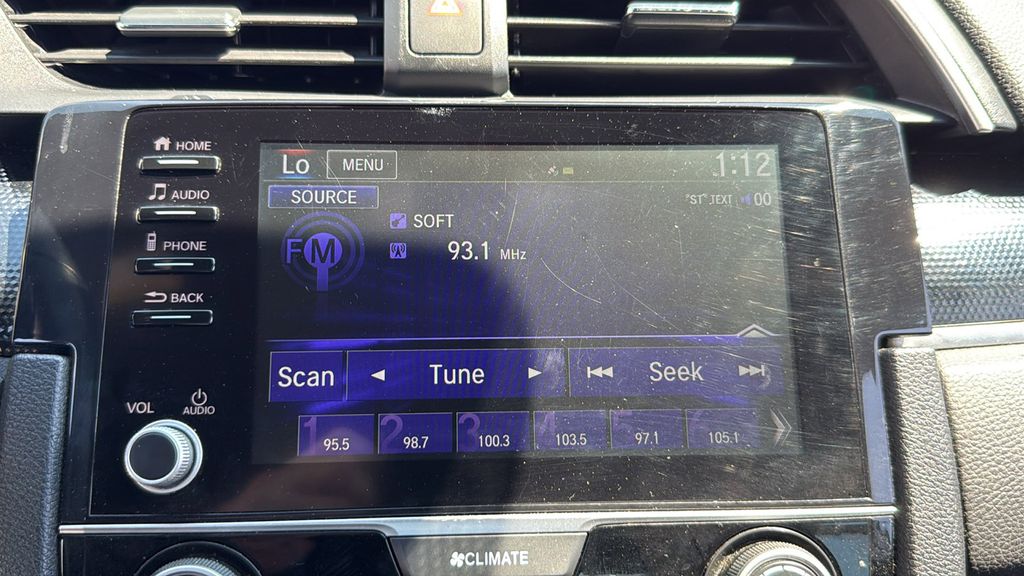 HOME
AUDIO
PHONE
BACK
VOL
AUDIO
Lo MENU 1:12
SOURCE "ST" TEXT 00
FM
SOFT
93.1 MHz
Scan Tune Seek
1 2 3 4 5 6
95.5 98.7 100.3 103.5 97.1 105.1
CLIMATE